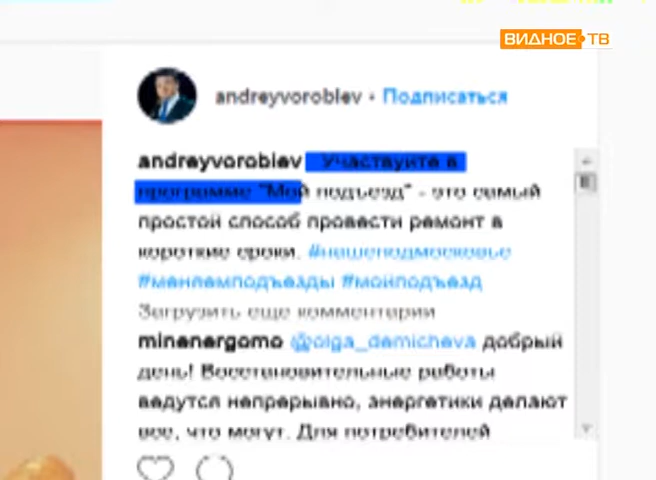 ВИДНОЕ•ТВ
andreyvorobiev • Подписаться
andreyvorobiev Участвуйте в
программе "Мой подъезд" - это самый
простой способ провести ремонт в
короткие сроки. #нашеподмосковье
#меняемподъезды #мойподъезд
Загрузить еще комментарии
minenergomo @olga_demicheva добрый
день! Восстановительные работы
ведутся непрерывно, энергетики делают
все, что могут. Для потребителей